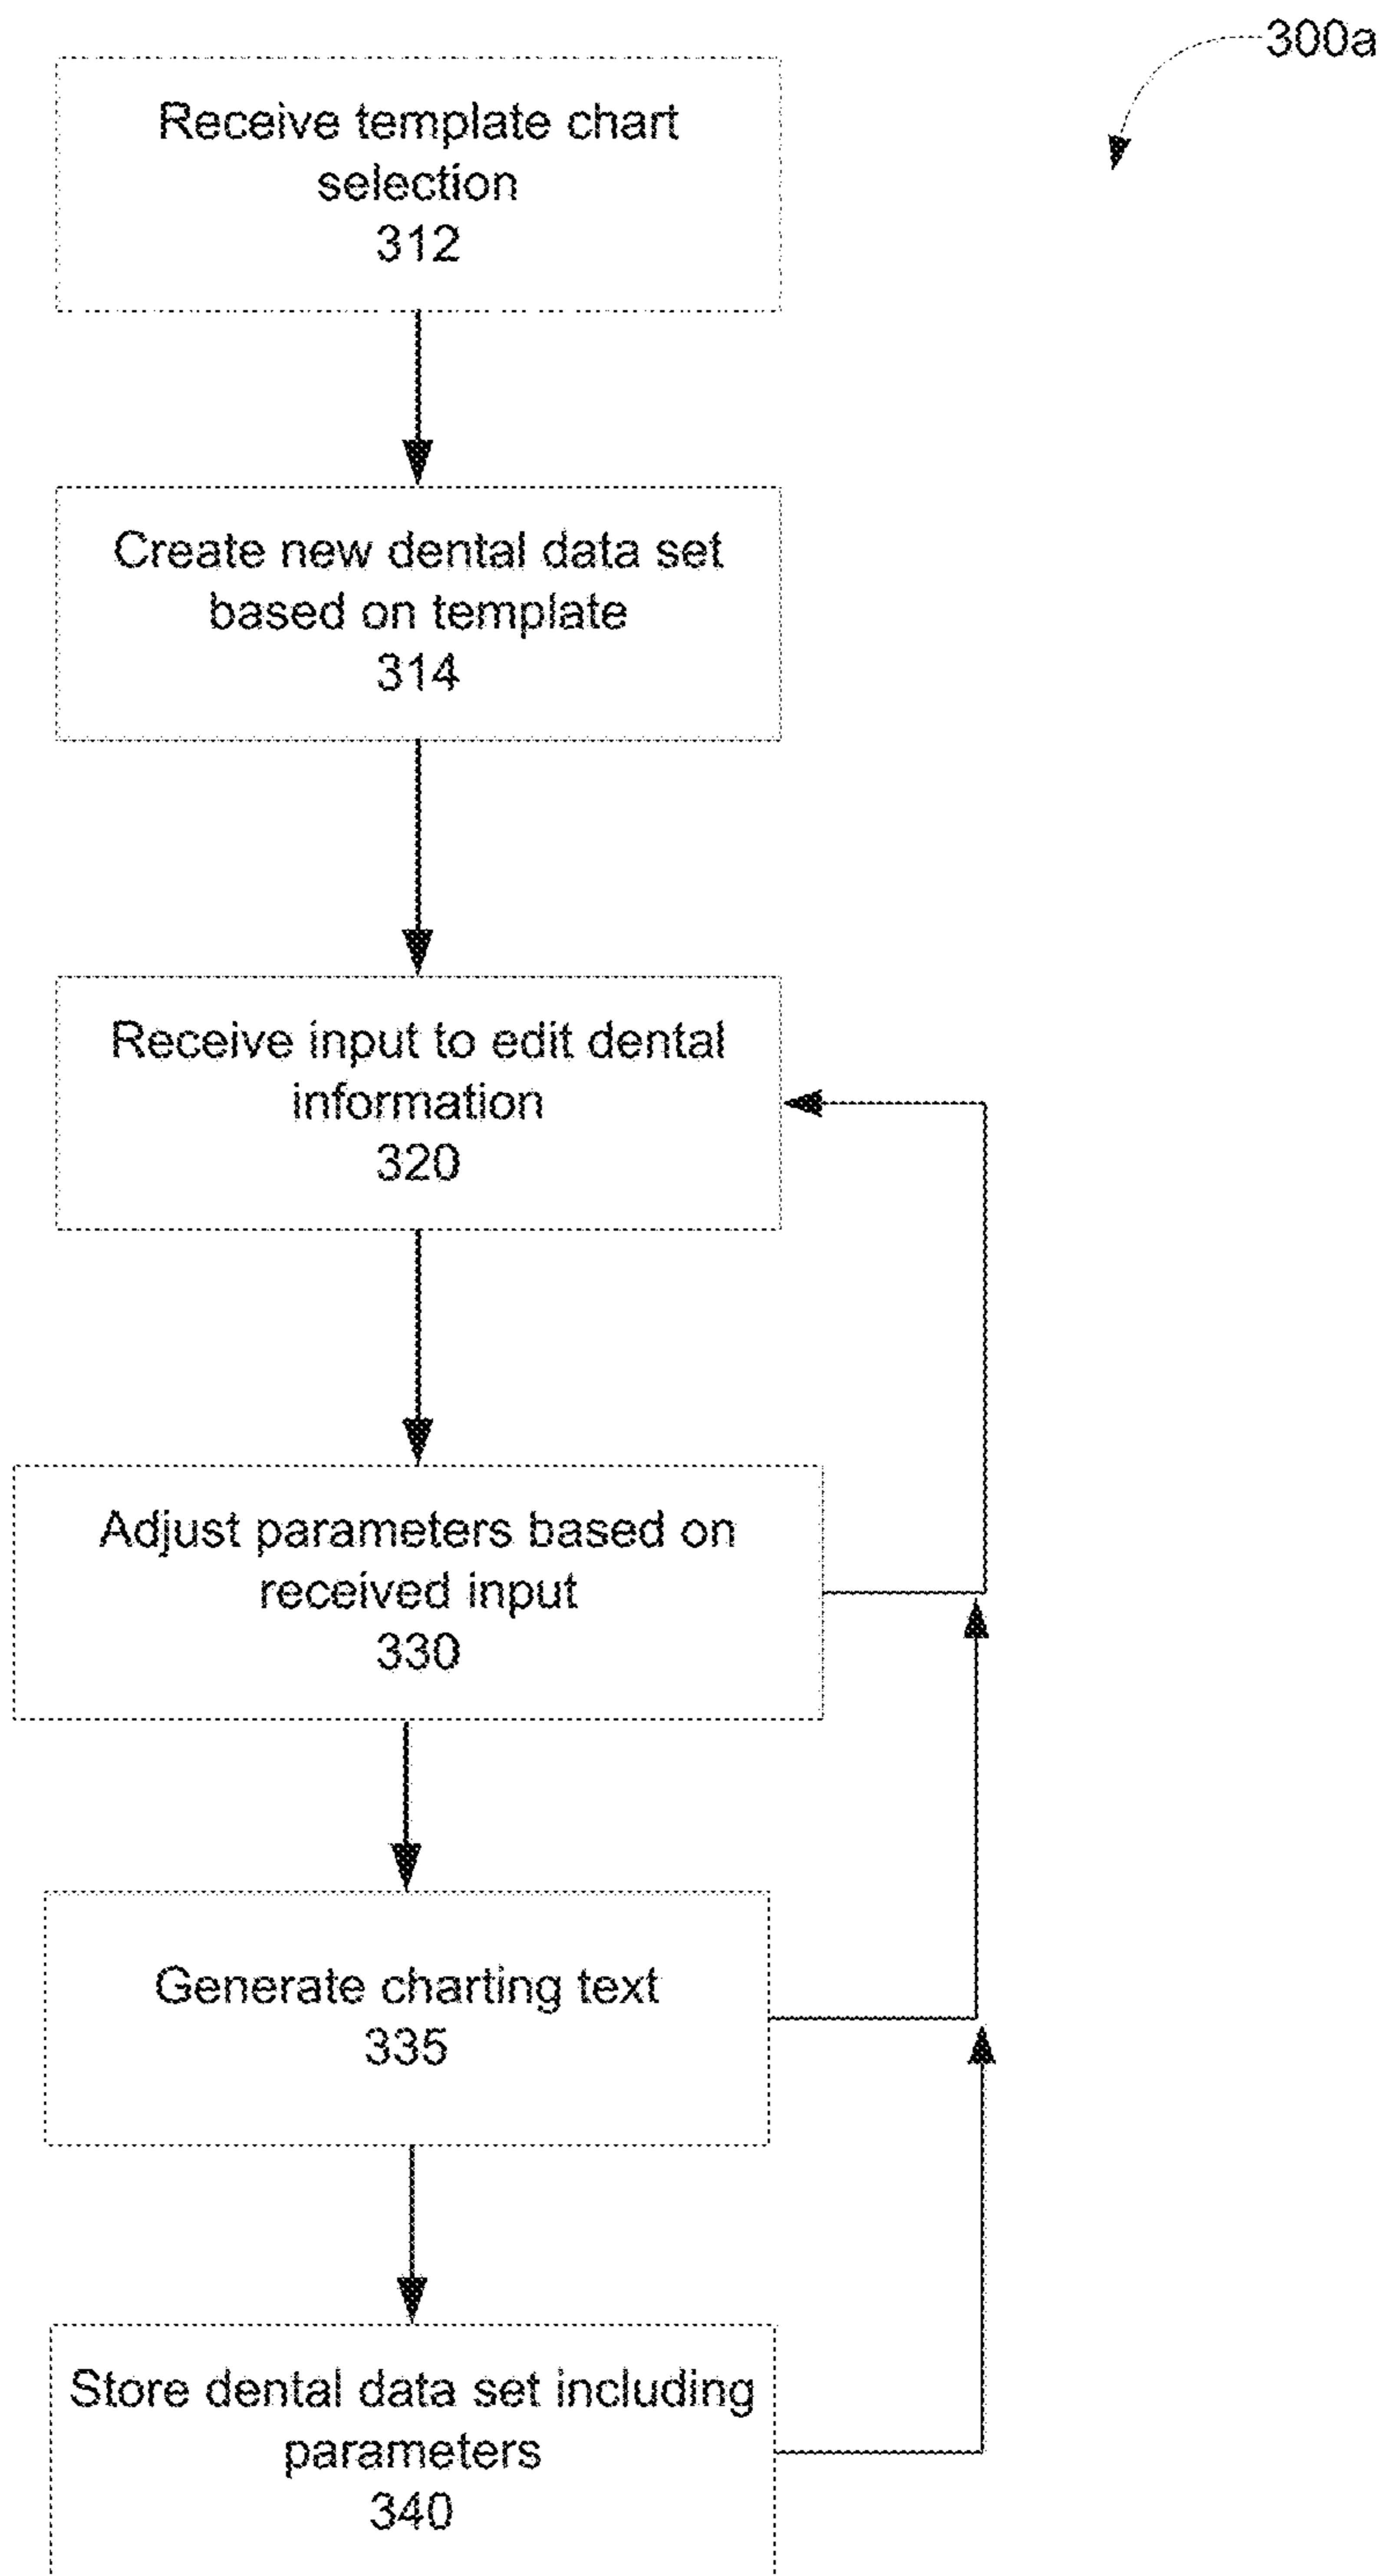 300a
Receive template chart
selection
312
Create new dental data set
based on template
314
Receive input to edit dental
information
320
Adjust parameters based on
received input
330
Generate charting text
335
Store dental data set including
parameters
340